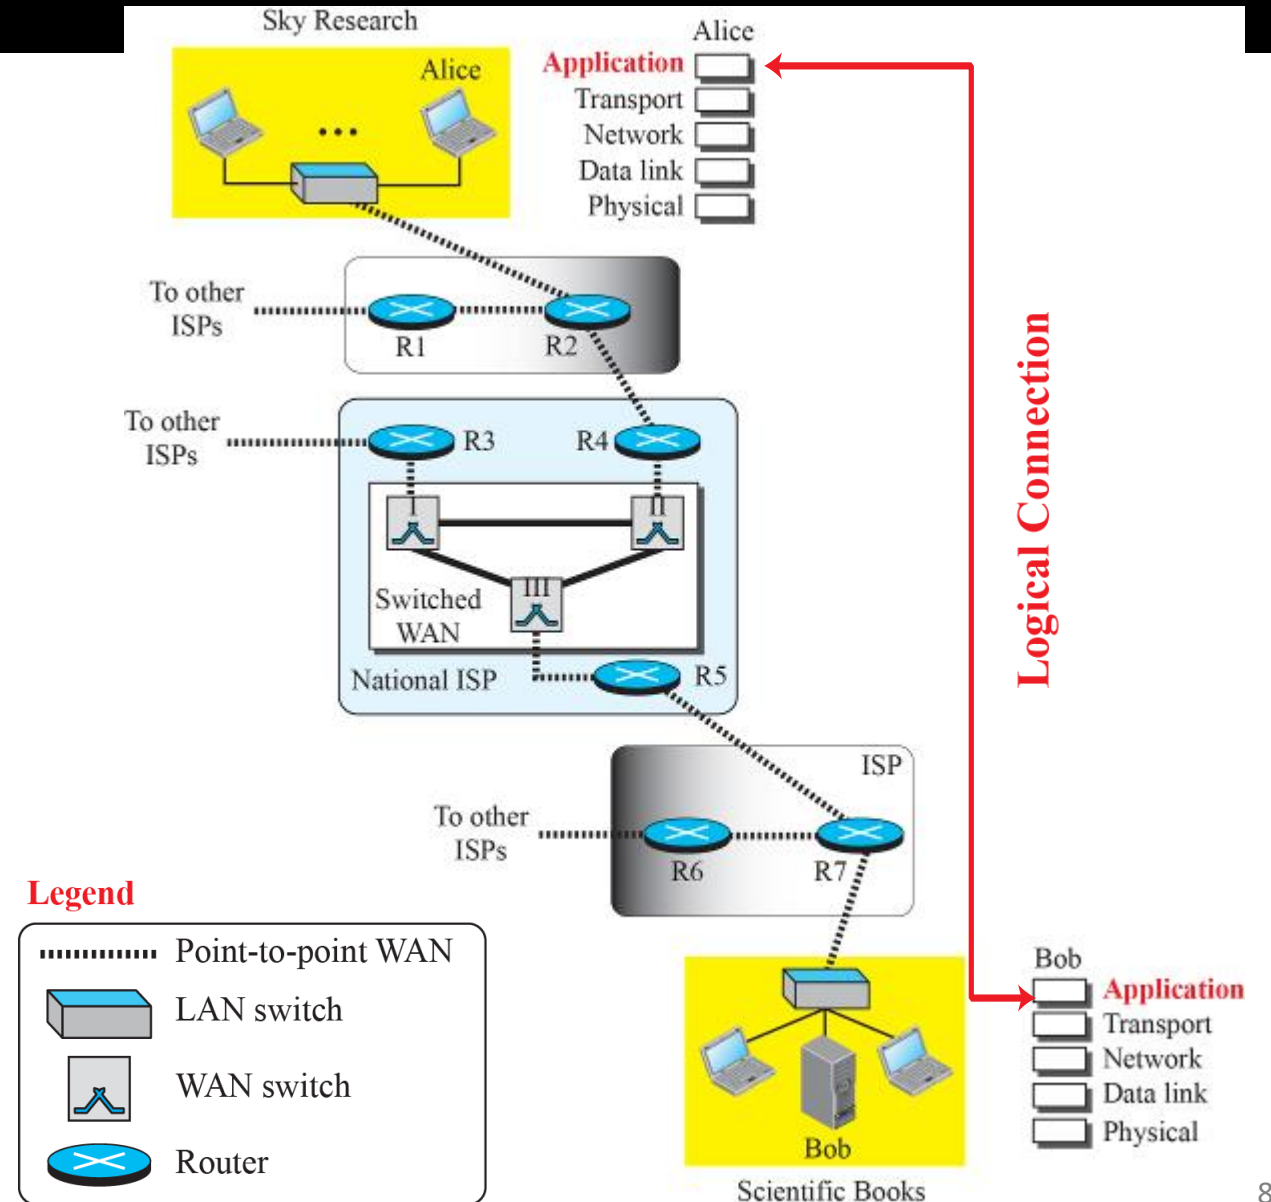 Sky Research
Alice
Alice
Application
Transport
Network
Data link
Physical
To other
ISPs
R1
R2
To other
ISPs
R3
R4
I
II
III
Switched
WAN
National ISP
R5
Logical Connection
ISP
To other
ISPs
R6
R7
Legend
Point-to-point WAN
LAN switch
WAN switch
Router
Bob
Application
Transport
Network
Data link
Physical
Bob
Scientific Books
8